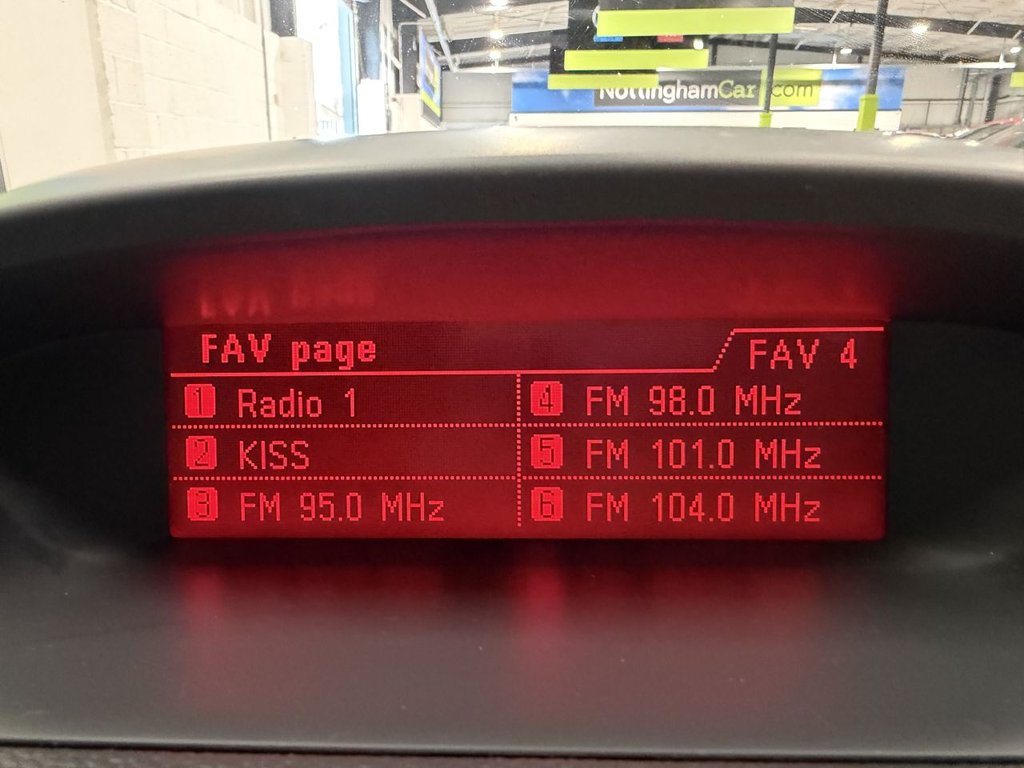 NottinghamCar.com
FAV page
FAV 4
1 Radio 1
2 KISS
3 FM 95.0 MHz
4 FM 98.0 MHz
5 FM 101.0 MHz
6 FM 104.0 MHz